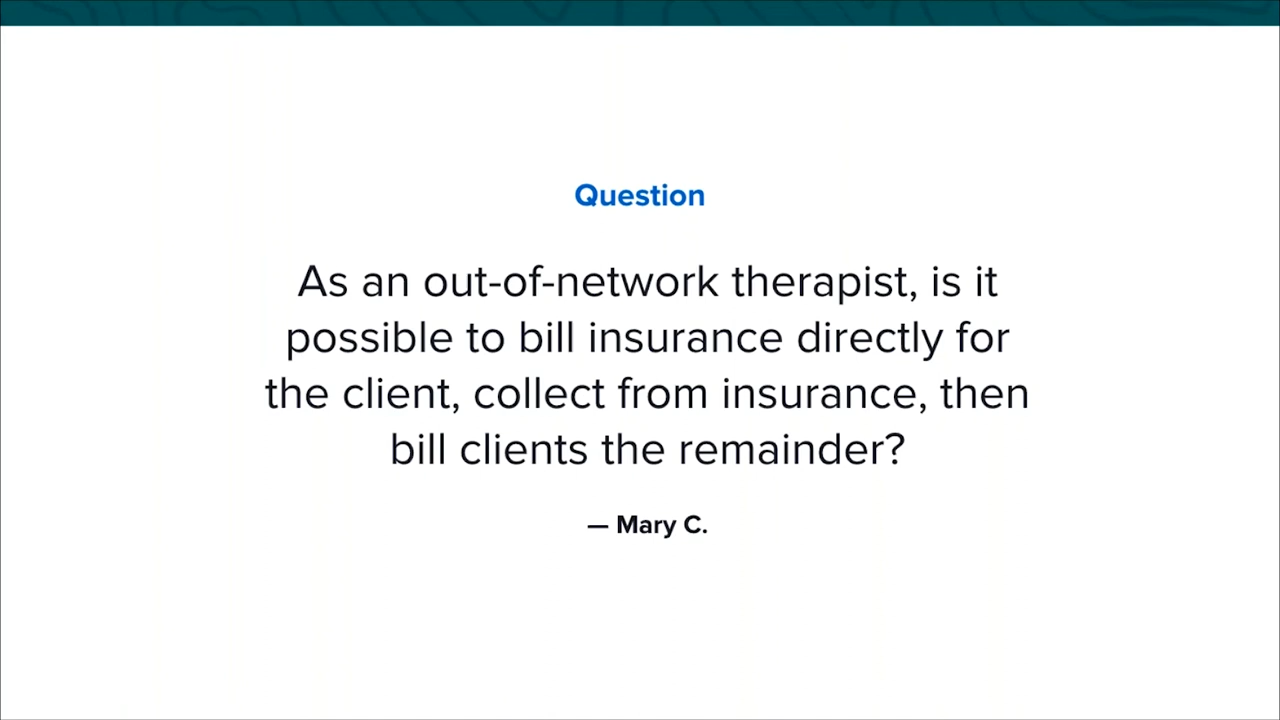 Question
As an out-of-network therapist, is it
possible to bill insurance directly for
the client, collect from insurance, then
bill clients the remainder?
— Mary C.